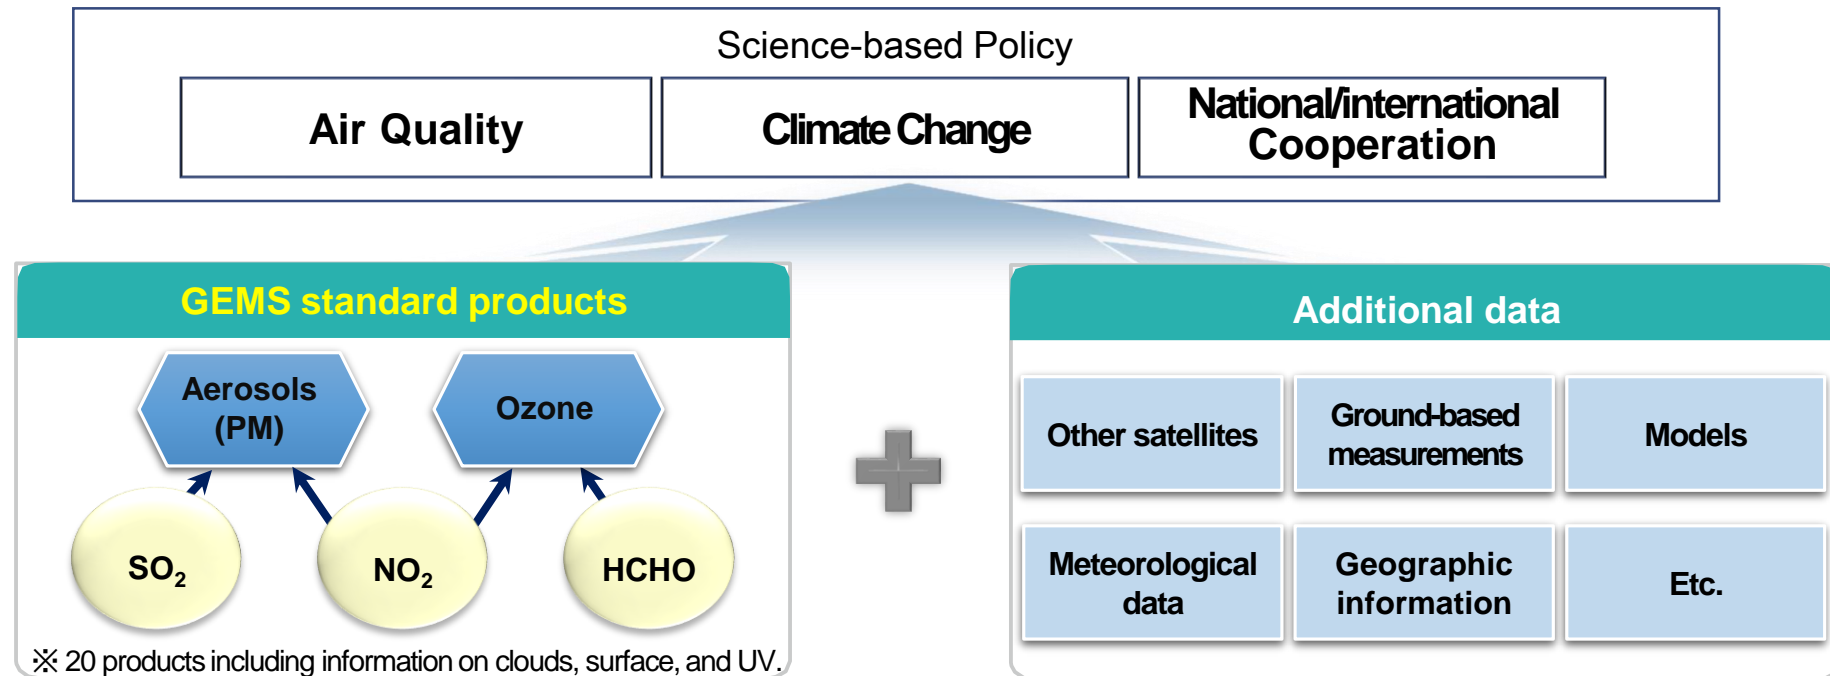 Science-based Policy
Air Quality
Climate Change
National/international
Cooperation
GEMS standard products
Aerosols
(PM)
Ozone
SO₂
NO₂
HCHO
※ 20 products including information on clouds, surface, and UV.
Additional data
Other satellites
Ground-based
measurements
Models
Meteorological
data
Geographic
information
Etc.